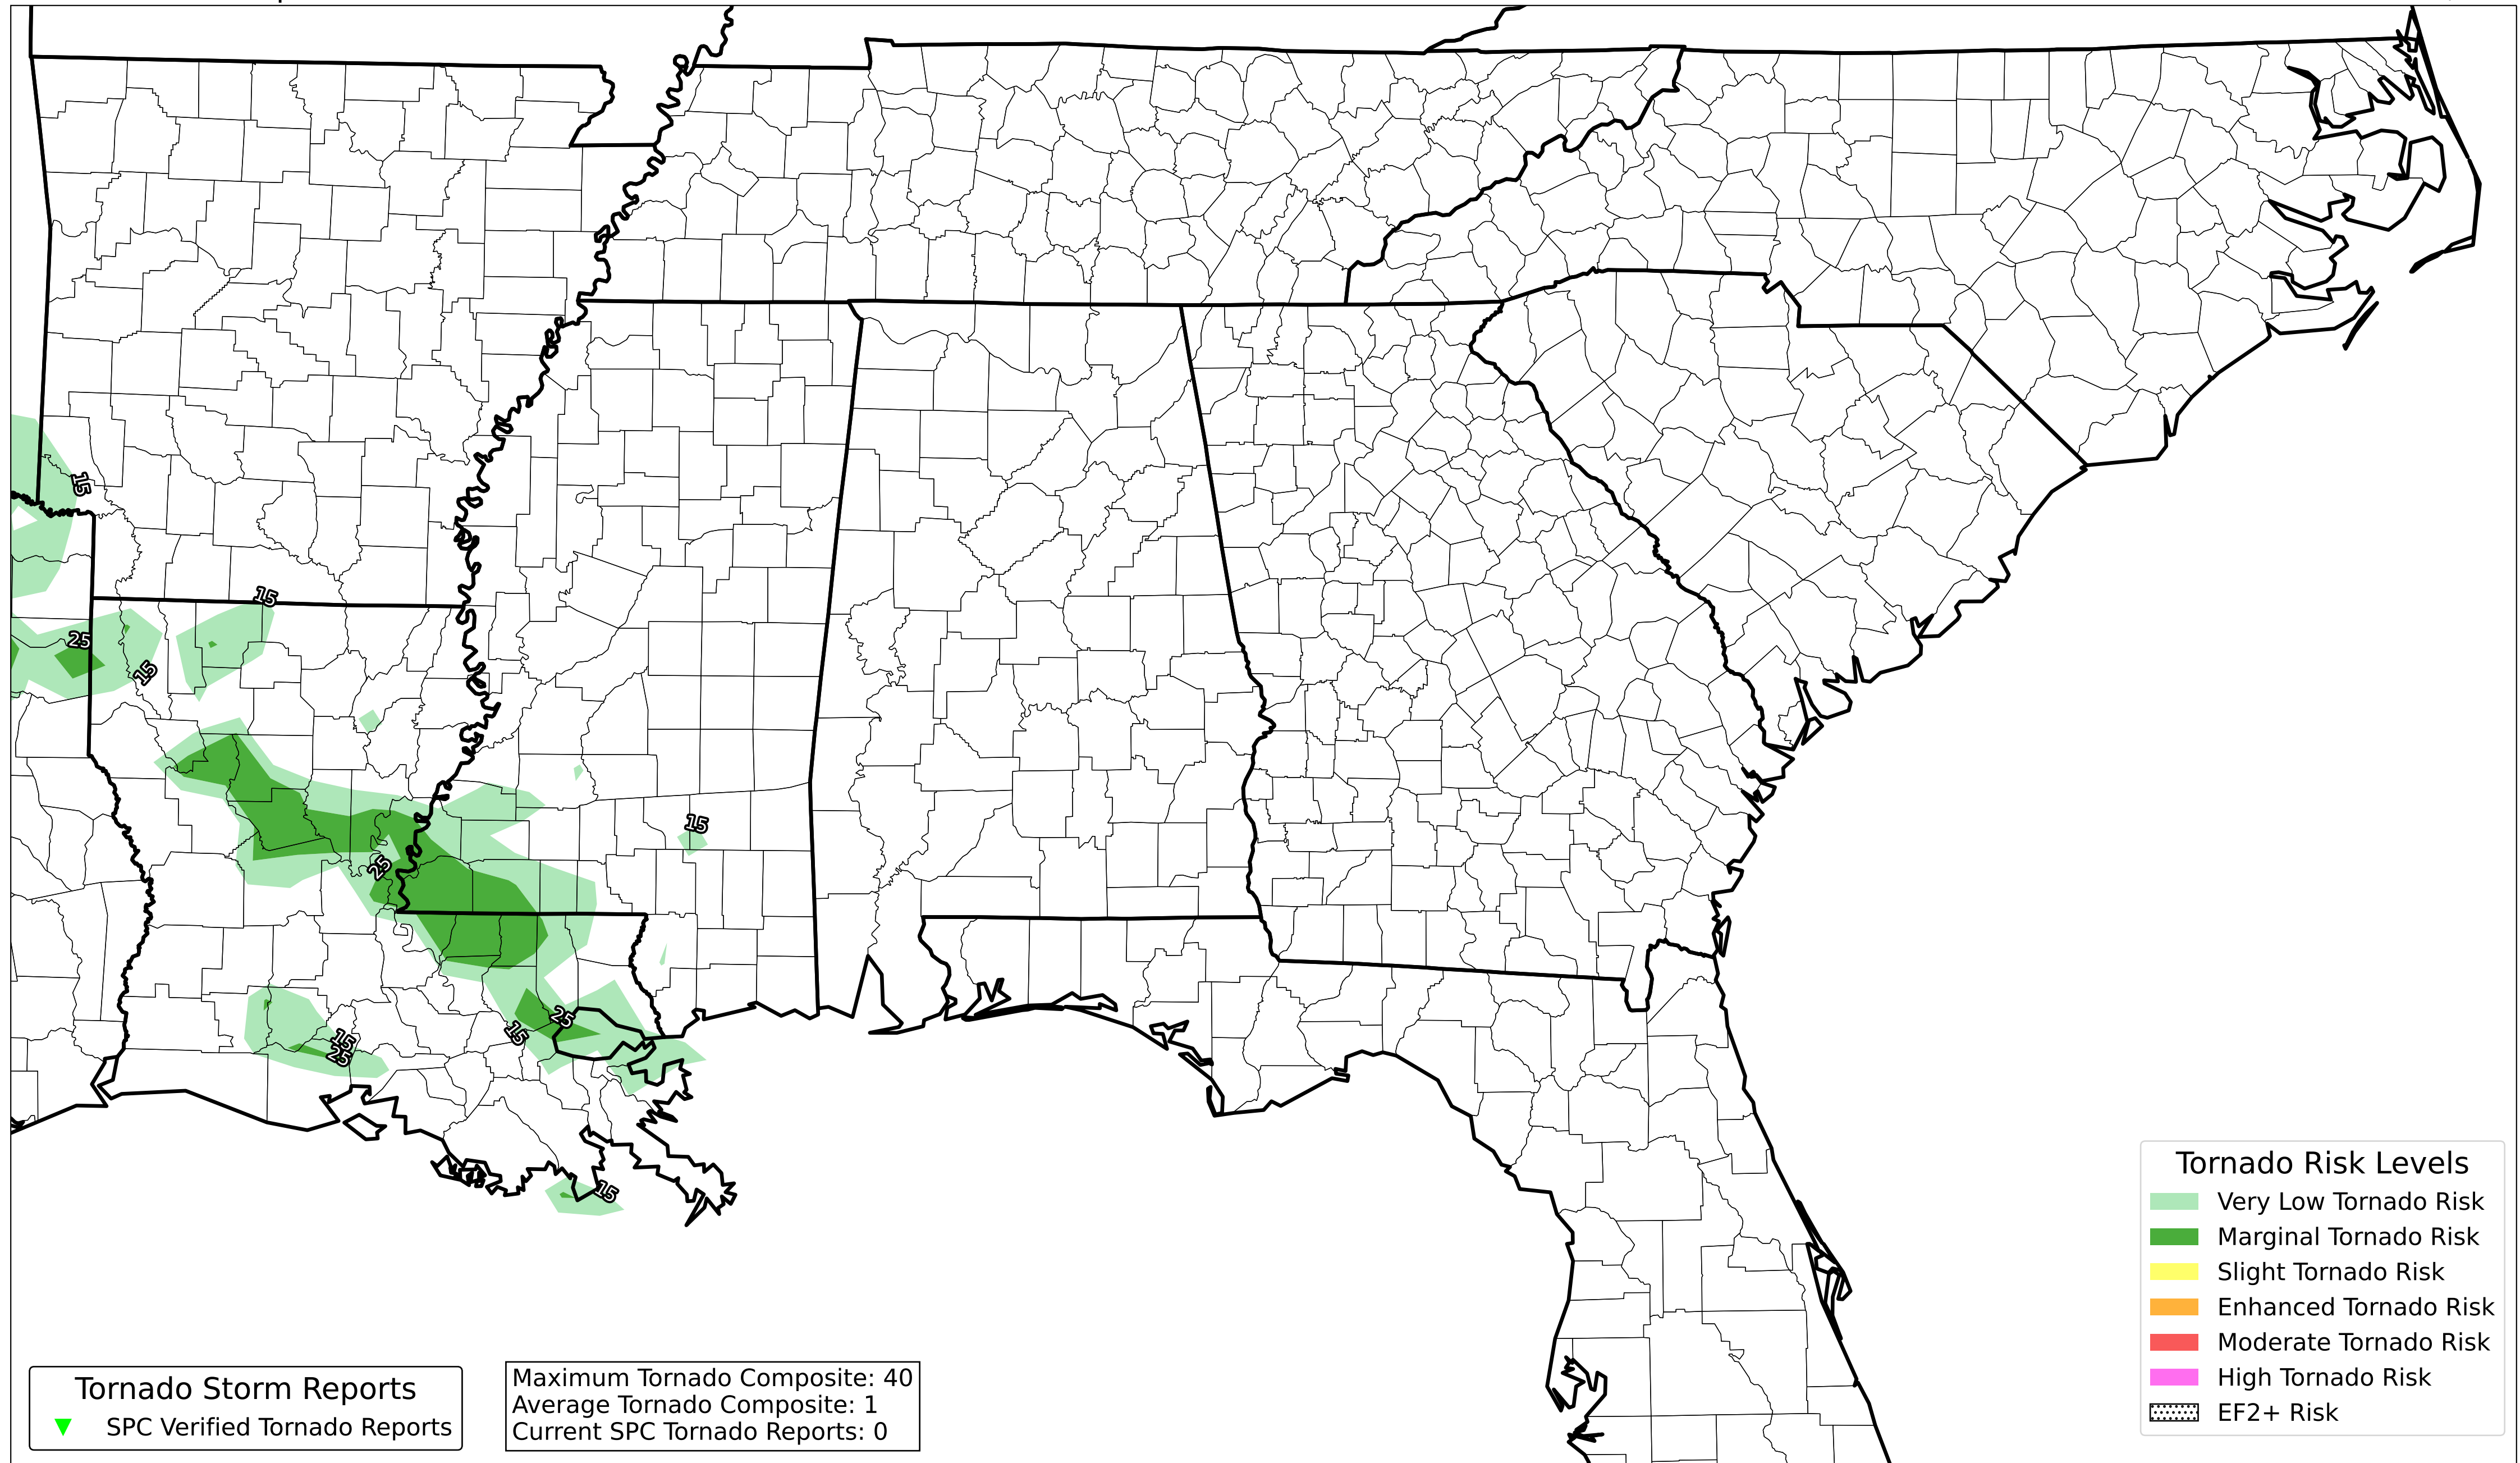 15
15
25
15
15
25
25
15
15
25
15
Tornado Risk Levels
Very Low Tornado Risk
Marginal Tornado Risk
Slight Tornado Risk
Enhanced Tornado Risk
Moderate Tornado Risk
High Tornado Risk
EF2+ Risk
Tornado Storm Reports
SPC Verified Tornado Reports
Maximum Tornado Composite: 40
Average Tornado Composite: 1
Current SPC Tornado Reports: 0